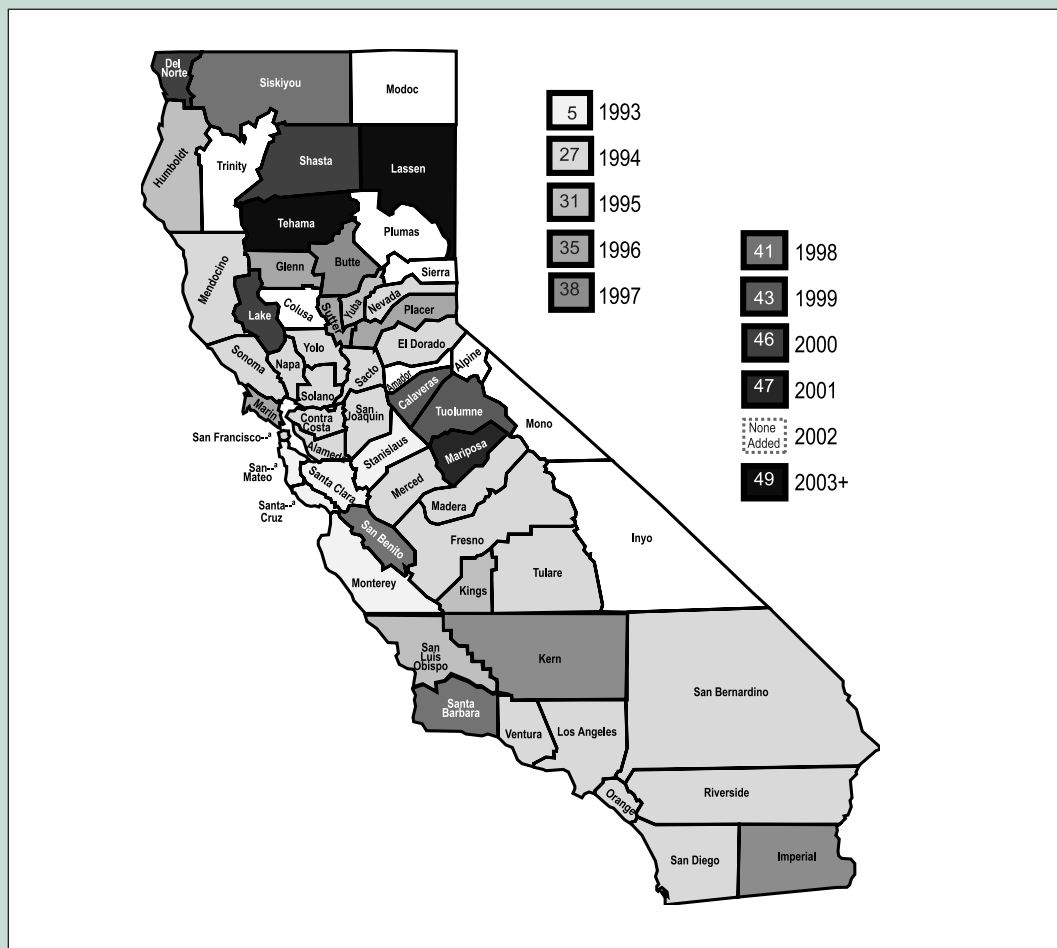 Del
Norte
Siskiyou
Modoc
Humboldt
Trinity
Shasta
Lassen
Tehama
Plumas
Mendocino
Glenn
Butte
Sierra
Lake
Colusa
Sutter
Yuba
Nevada
Placer
Sonoma
Napa
Yolo
El Dorado
Sacto
Solano
Amador
Alpine
Calaveras
Marin
Contra
Costa
San
Joaquin
Tuolumne
Mono
San Francisco--ᵃ
Alamed
Stanislaus
Mariposa
San--ᵃ
Mateo
Santa Clara
Merced
Madera
Santa--ᵃ
Cruz
San Benito
Fresno
Inyo
Monterey
Kings
Tulare
San
Luis
Obispo
Kern
San Bernardino
Santa
Barbara
Ventura
Los Angeles
Orange
Riverside
San Diego
Imperial
5 1993
27 1994
31 1995
35 1996
38 1997
41 1998
43 1999
46 2000
47 2001
None
Added 2002
49 2003+